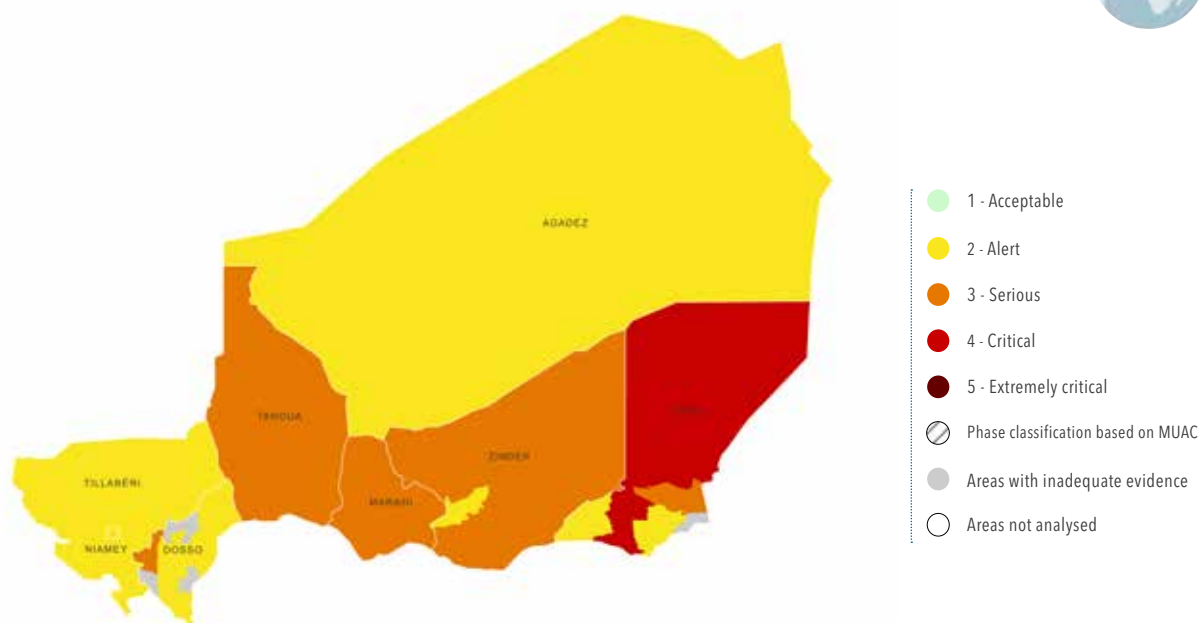 AGADEZ
TAHOUA
ZINDER
MARADI
TILLABÉRI
NIAMEY
DOSSO
1 - Acceptable
2 - Alert
3 - Serious
4 - Critical
5 - Extremely critical
Phase classification based on MUAC
Areas with inadequate evidence
Areas not analysed